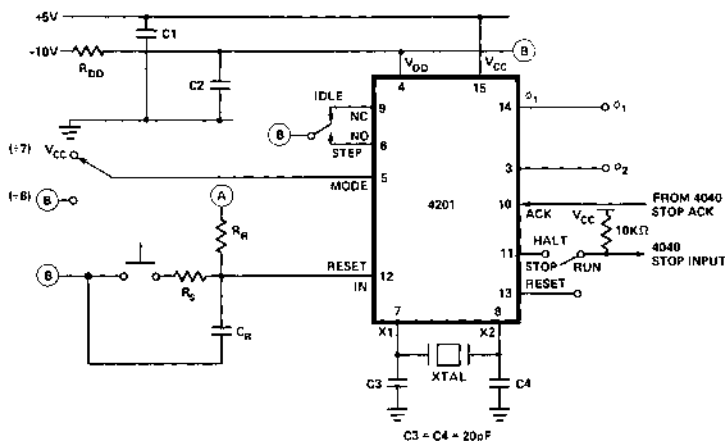 +5V
C1
-10V
RDD
C2
B
VDD
VCC
4
15
IDLE
9
NC
14
ϕ1
ϕ1
B
NO
6
STEP
(÷7)
VCC
5
MODE
3
ϕ2
4201
10
ACK
FROM 4040
STOP ACK
VCC
10KΩ
(÷8)
B
A
RR
HALT
11
STOP
RUN
4040
STOP INPUT
B
RS
RESET
IN
12
RESET
13
CR
7
8
X1
X2
C3
XTAL
C4
C3 = C4 = 20pF